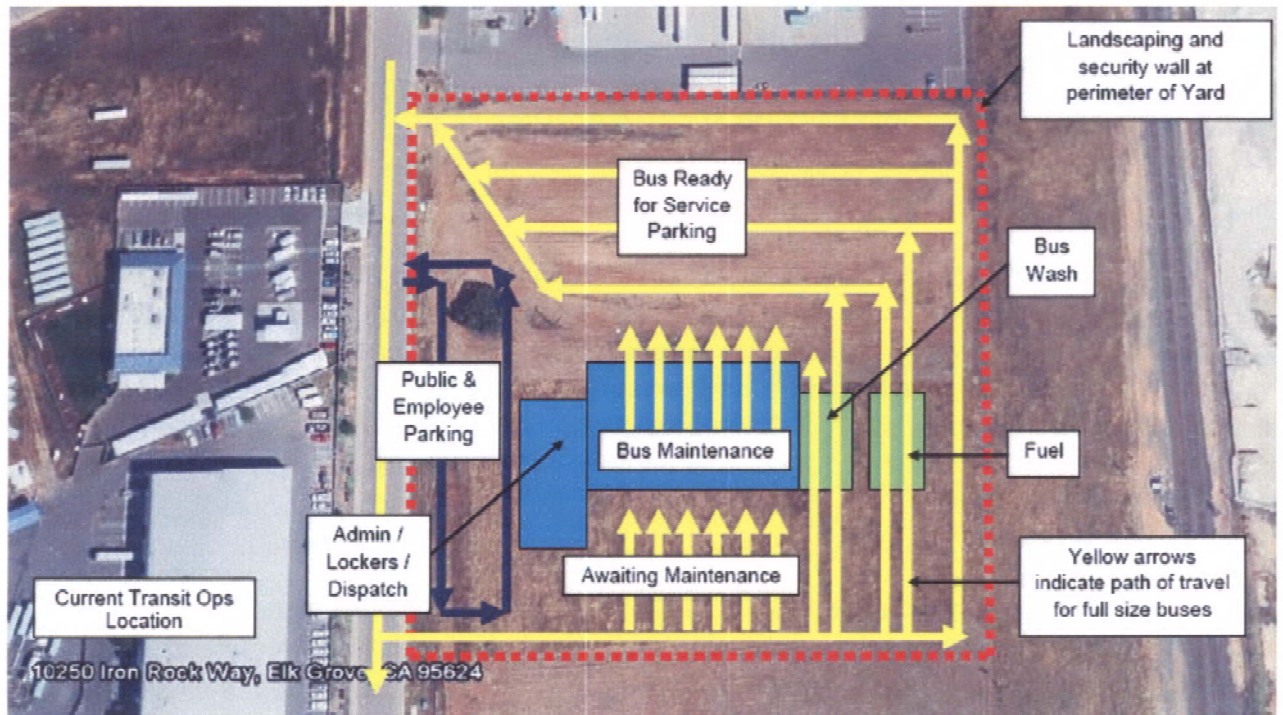 Landscaping and
security wall at
perimeter of Yard
Bus Ready
for Service
Parking
Bus
Wash
Public &
Employee
Parking
Bus Maintenance
Fuel
Admin /
Lockers /
Dispatch
Awaiting Maintenance
Yellow arrows
indicate path of travel
for full size buses
Current Transit Ops
Location
10250 Iron Rock Way, Elk Grove, CA 95624